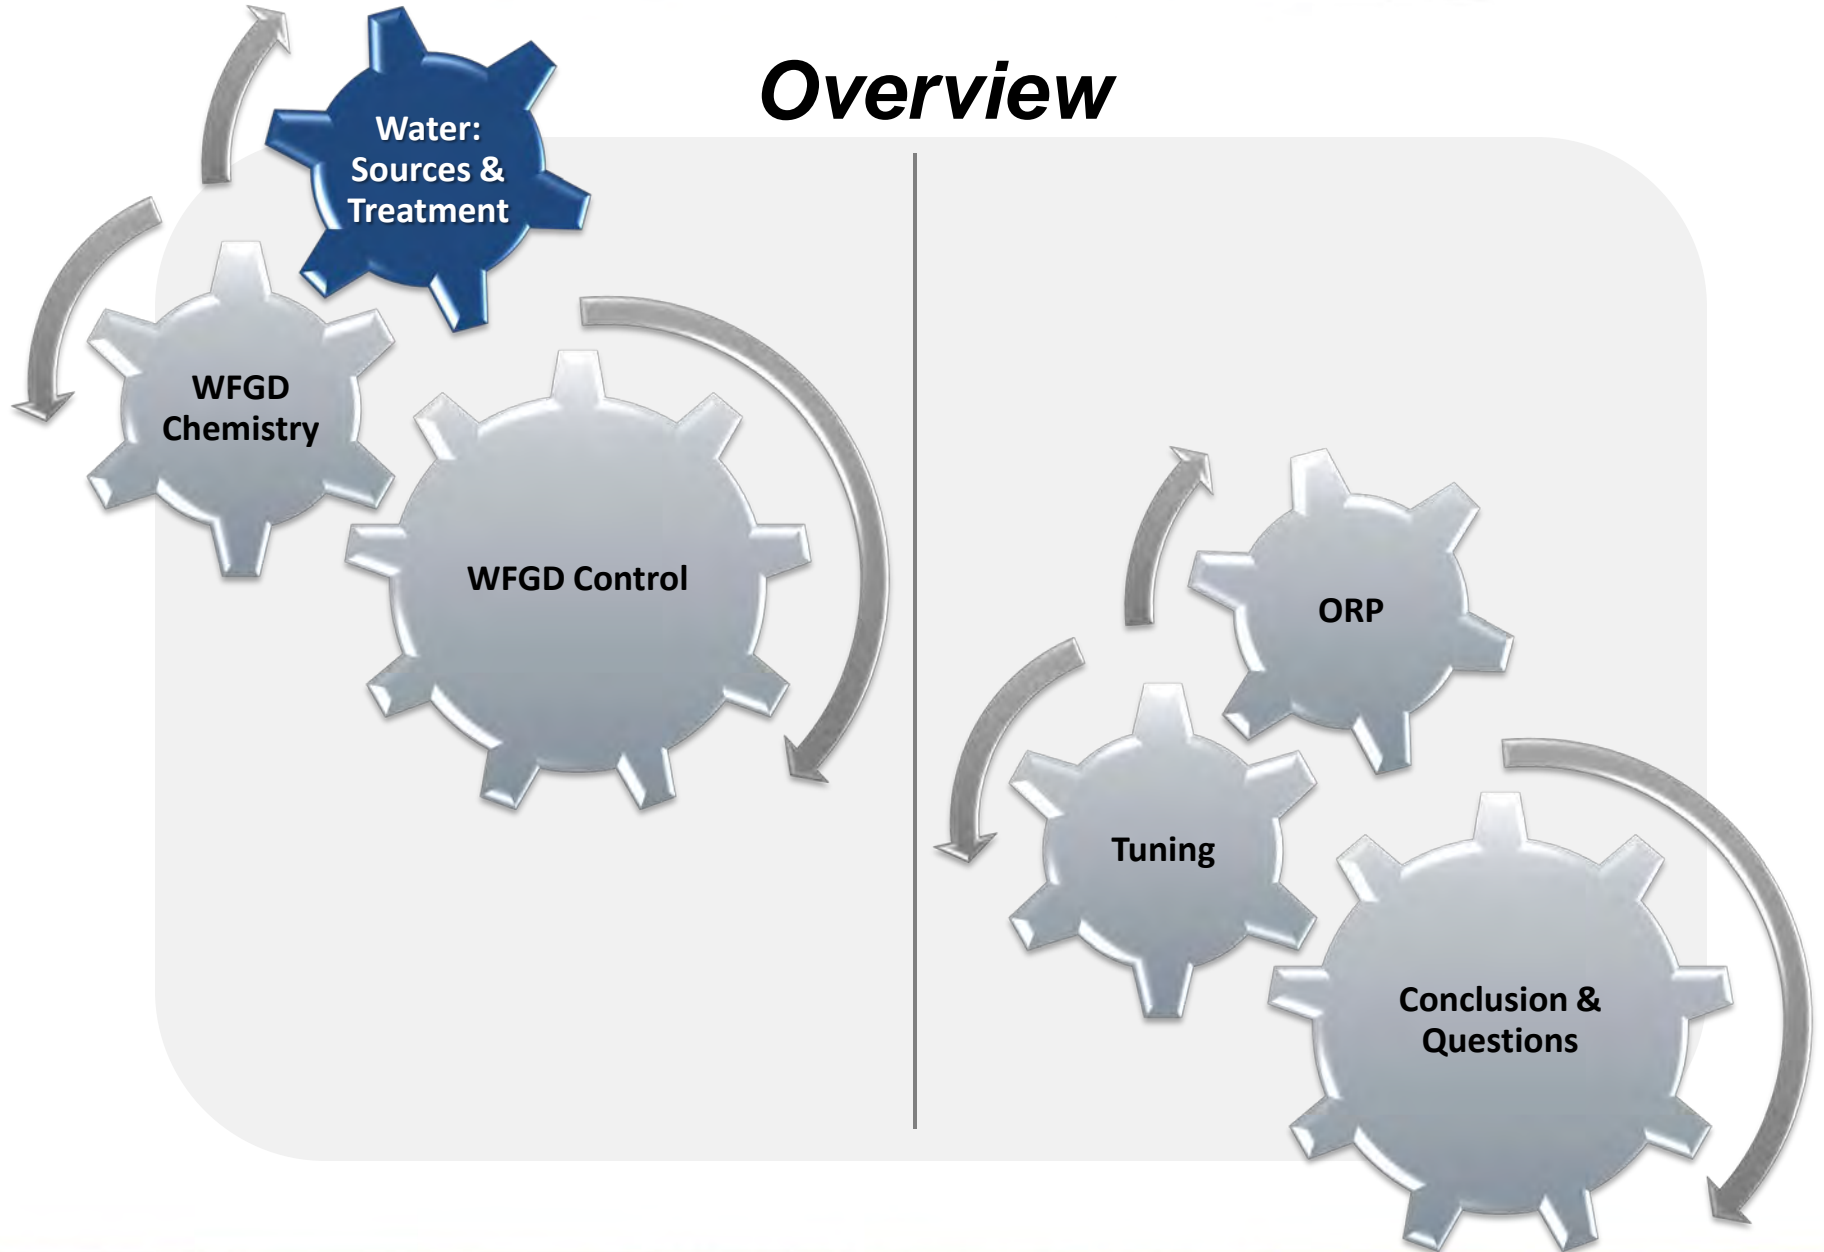 Overview
Water:
Sources &
Treatment
WFGD
Chemistry
WFGD Control
ORP
Tuning
Conclusion &
Questions